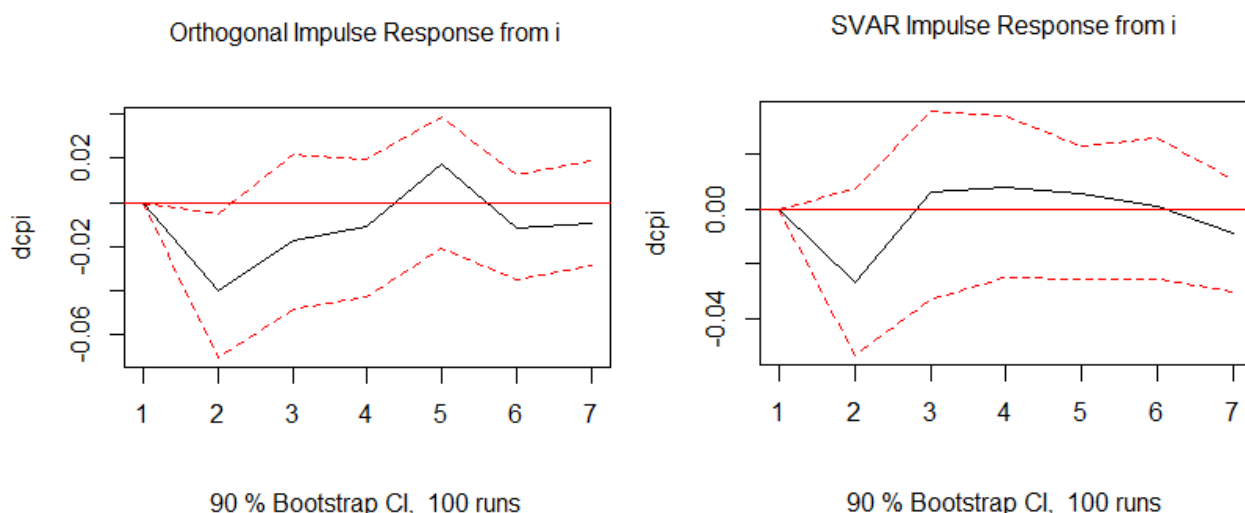 Orthogonal Impulse Response from i
dcpi
0.02
-0.02
-0.06
1 2 3 4 5 6 7
90 % Bootstrap CI, 100 runs
SVAR Impulse Response from i
dcpi
0.00
-0.04
1 2 3 4 5 6 7
90 % Bootstrap CI, 100 runs